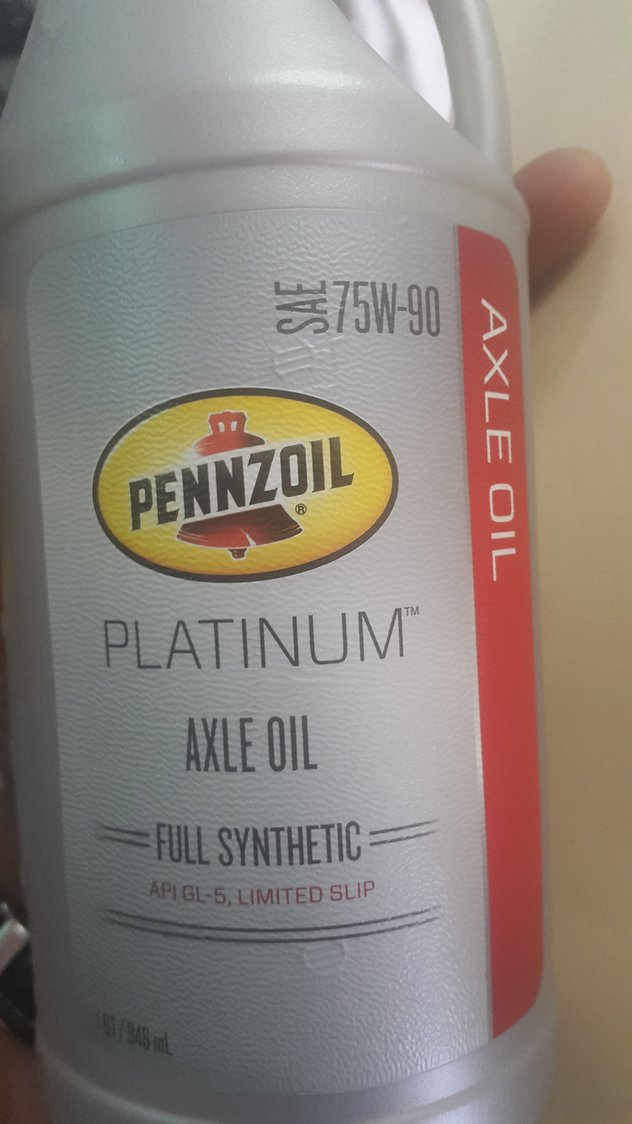 SAE 75W-90
PENNZOIL®
PLATINUM™
AXLE OIL
FULL SYNTHETIC
API GL-5, LIMITED SLIP
1 QT / 946 mL
AXLE OIL